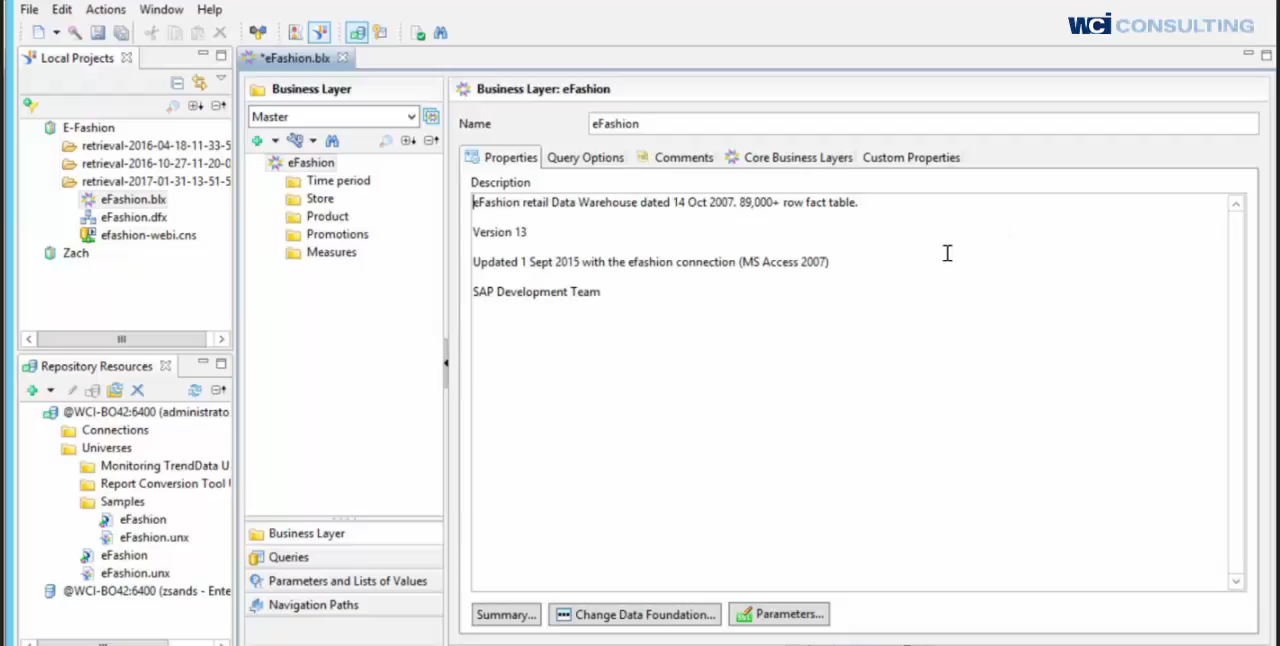 File Edit Actions Window Help
WCI CONSULTING
Local Projects
*eFashion.blx
E-Fashion
retrieval-2016-04-18-11-33-5
retrieval-2016-10-27-11-20-0
retrieval-2017-01-31-13-51-5
eFashion.blx
eFashion.dfx
efashion-webi.cns
Zach
Repository Resources
@WCI-BO42:6400 (administrato
Connections
Universes
Monitoring TrendData U
Report Conversion Tool
Samples
eFashion
eFashion.unx
eFashion
eFashion.unx
@WCI-BO42:6400 (zsands - Ente
Business Layer
Master
eFashion
Time period
Store
Product
Promotions
Measures
Business Layer
Queries
Parameters and Lists of Values
Navigation Paths
Business Layer: eFashion
Name eFashion
Properties Query Options Comments Core Business Layers Custom Properties
Description
eFashion retail Data Warehouse dated 14 Oct 2007. 89,000+ row fact table.
Version 13
Updated 1 Sept 2015 with the efashion connection (MS Access 2007)
SAP Development Team
Summary... Change Data Foundation... Parameters...